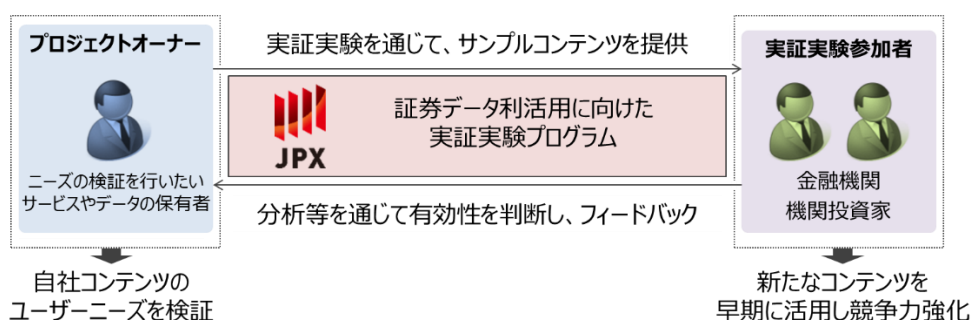 プロジェクトオーナー
ニーズの検証を行いたい
サービスやデータの保有者
自社コンテンツの
ユーザーニーズを検証
実証実験を通じて、サンプルコンテンツを提供
JPX
証券データ利活用に向けた
実証実験プログラム
分析等を通じて有効性を判断し、フィードバック
実証実験参加者
金融機関
機関投資家
新たなコンテンツを
早期に活用し競争力強化